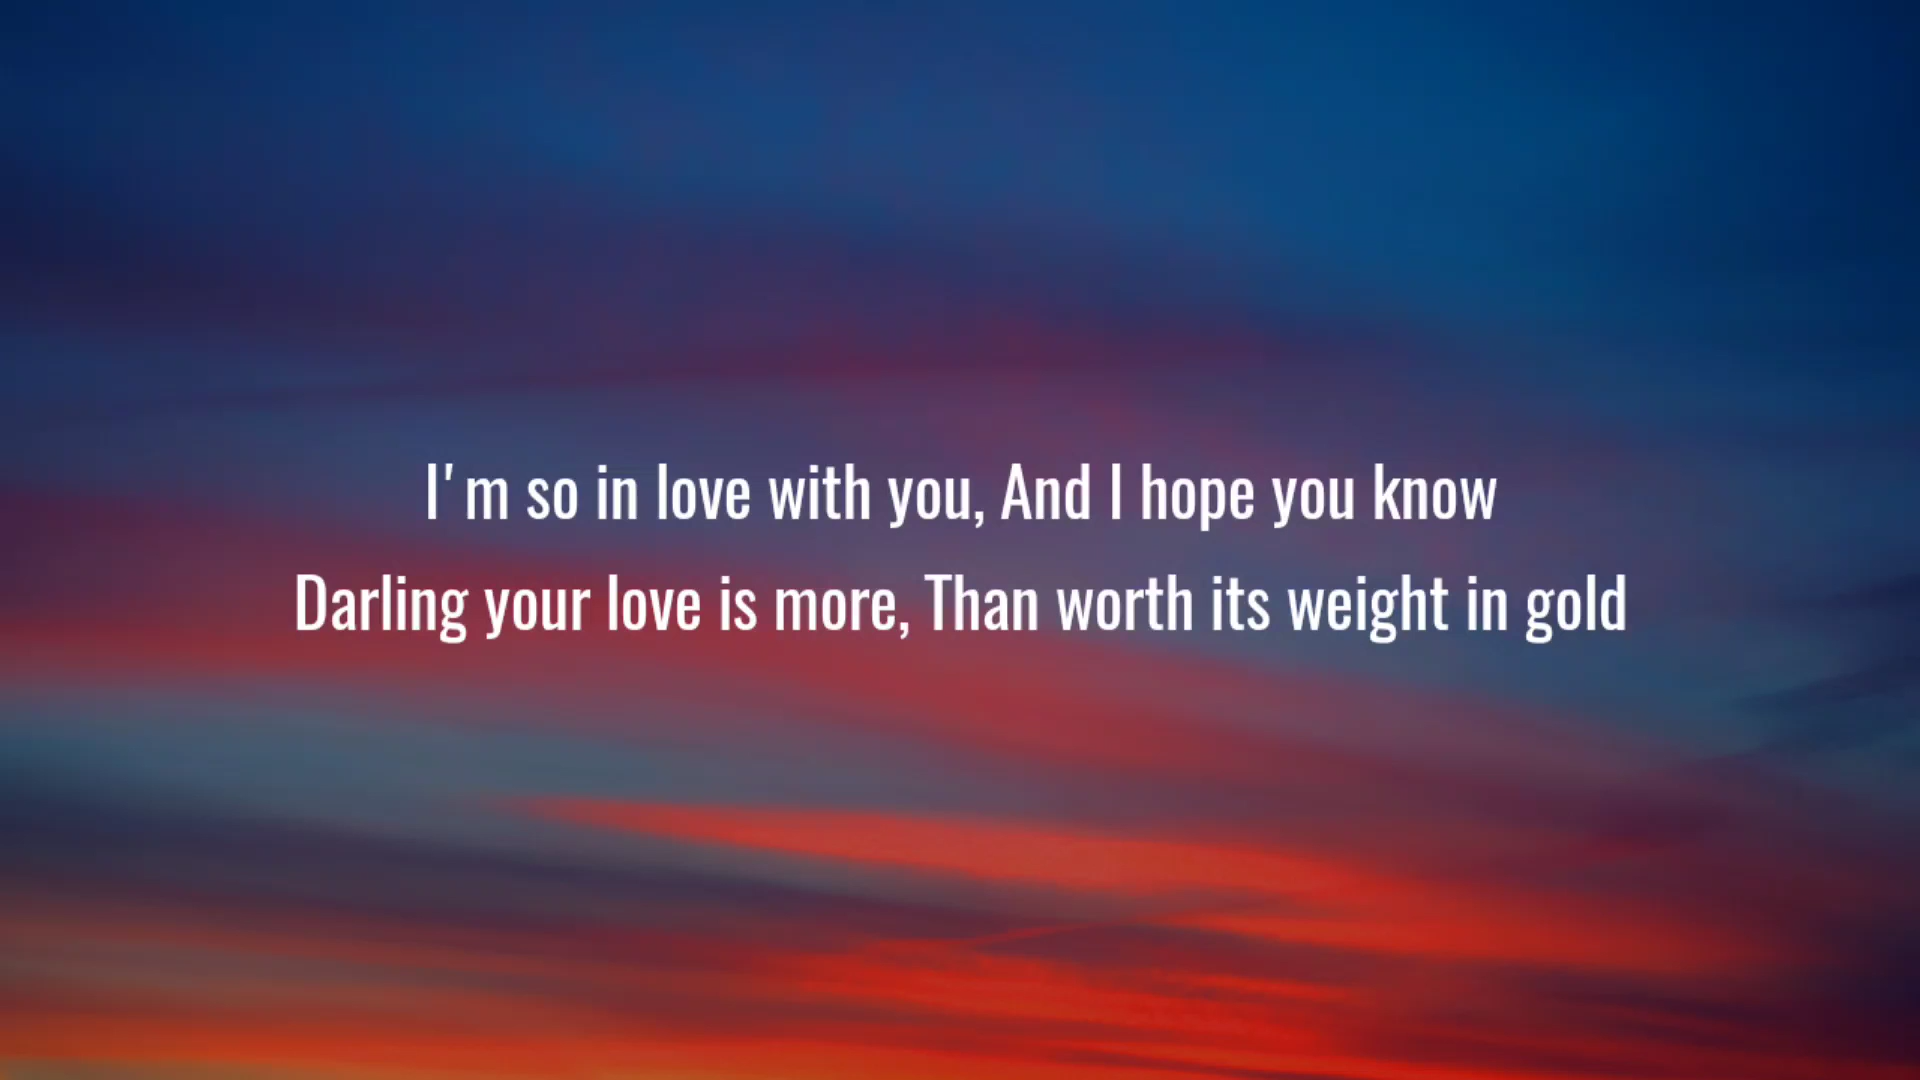 I'm so in love with you, And I hope you know
Darling your love is more, Than worth its weight in gold